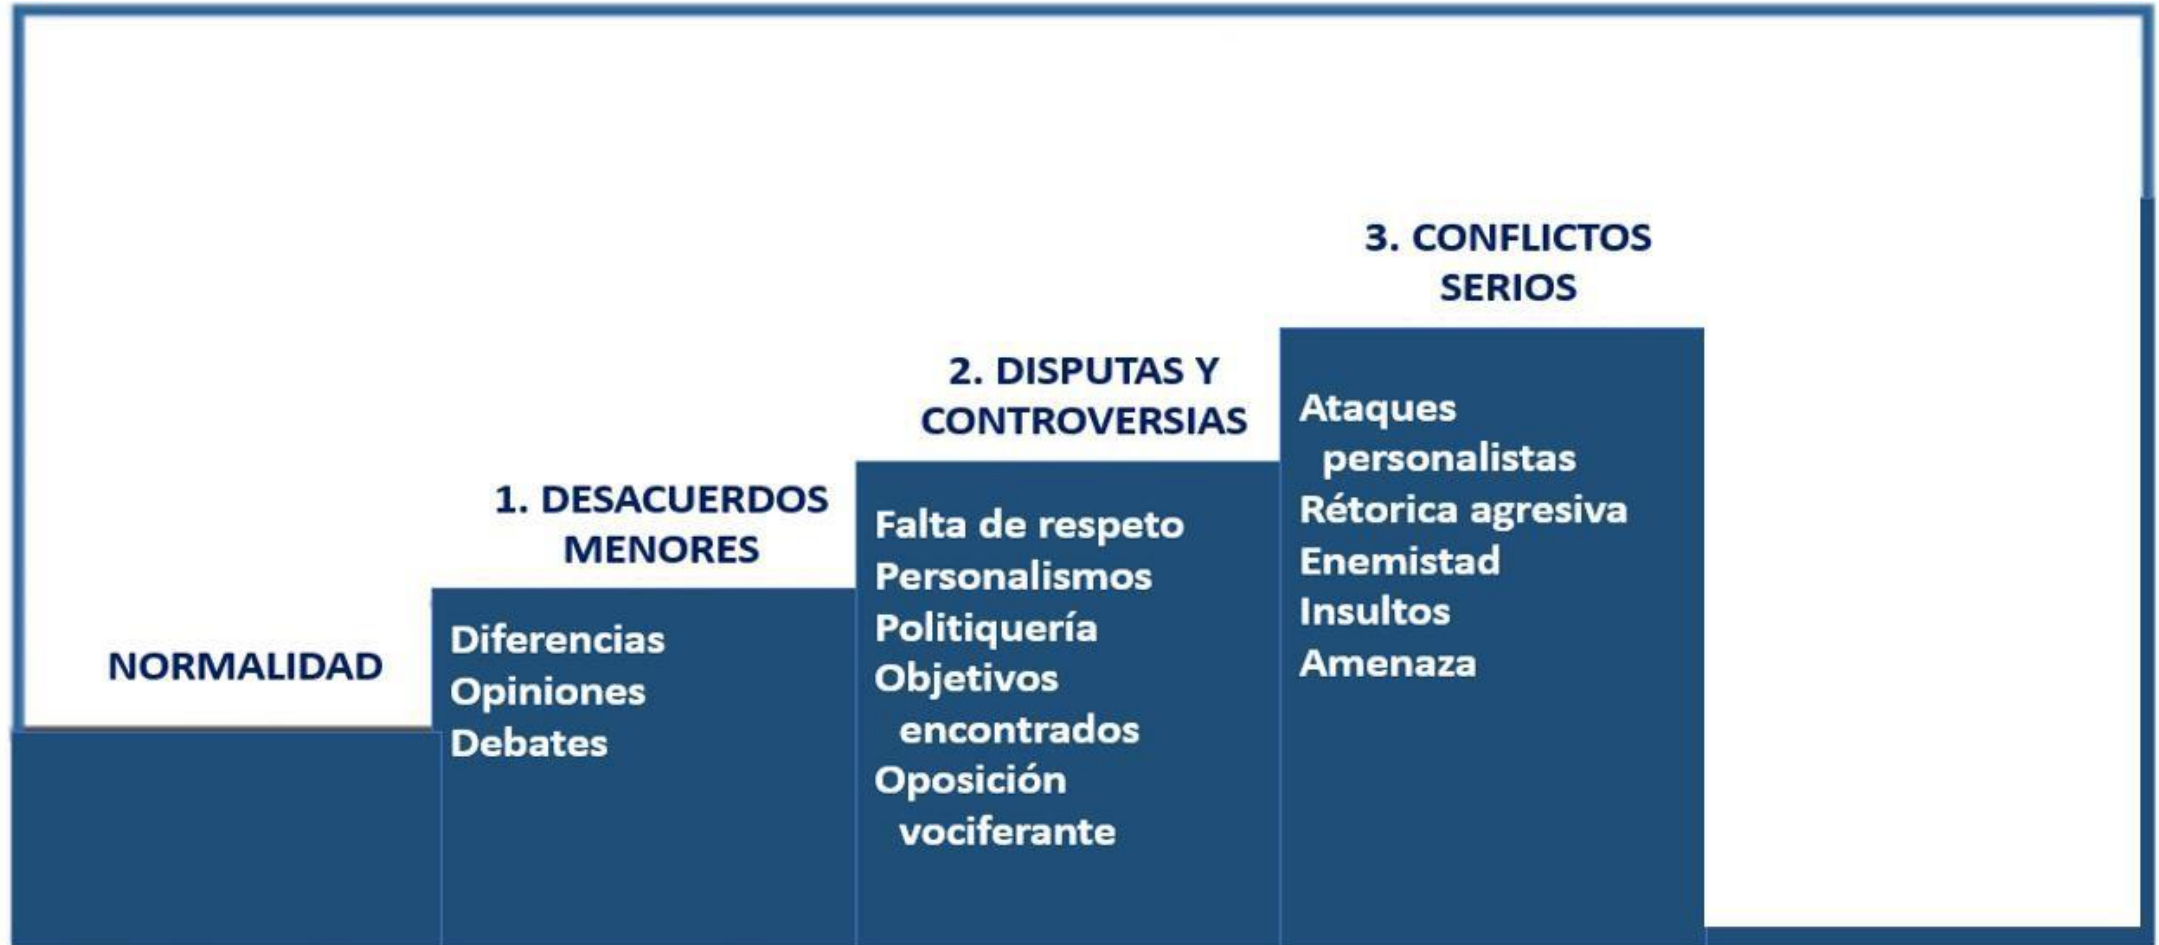 NORMALIDAD
1. DESACUERDOS
MENORES
Diferencias
Opiniones
Debates
2. DISPUTAS Y
CONTROVERSIAS
Falta de respeto
Personalismos
Politiquería
Objetivos
encontrados
Oposición
vociferante
3. CONFLICTOS
SERIOS
Ataques
personalistas
Rétorica agresiva
Enemistad
Insultos
Amenaza